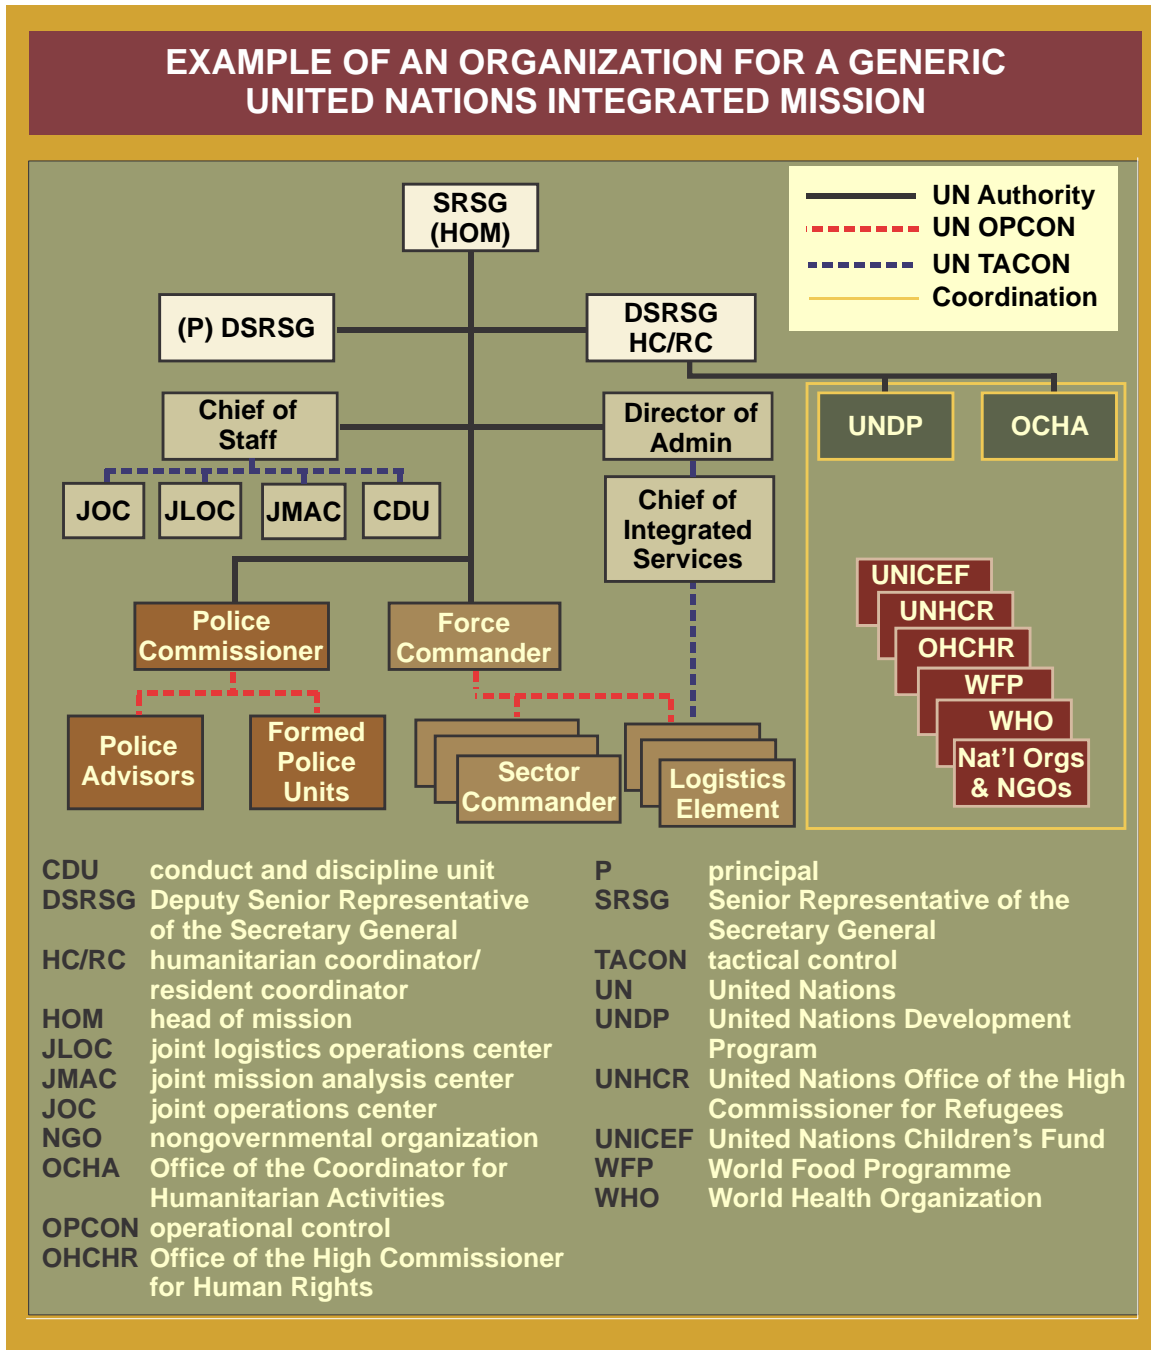 EXAMPLE OF AN ORGANIZATION FOR A GENERIC
UNITED NATIONS INTEGRATED MISSION
SRSG
(HOM)
UN Authority
UN OPCON
UN TACON
Coordination
(P) DSRSG
DSRSG
HC/RC
Chief of
Staff
Director of
Admin
UNDP
OCHA
JOC
JLOC
JMAC
CDU
Chief of
Integrated
Services
UNICEF
UNHCR
OHCHR
WFP
WHO
Nat'l Orgs
& NGOs
Police
Commissioner
Force
Commander
Police
Advisors
Formed
Police
Units
Sector
Commander
Logistics
Element
CDU conduct and discipline unit
DSRSG Deputy Senior Representative
of the Secretary General
HC/RC humanitarian coordinator/
resident coordinator
HOM head of mission
JLOC joint logistics operations center
JMAC joint mission analysis center
JOC joint operations center
NGO nongovernmental organization
OCHA Office of the Coordinator for
Humanitarian Activities
OPCON operational control
OHCHR Office of the High Commissioner
for Human Rights
P principal
SRSG Senior Representative of the
Secretary General
TACON tactical control
UN United Nations
UNDP United Nations Development
Program
UNHCR United Nations Office of the High
Commissioner for Refugees
UNICEF United Nations Children's Fund
WFP World Food Programme
WHO World Health Organization